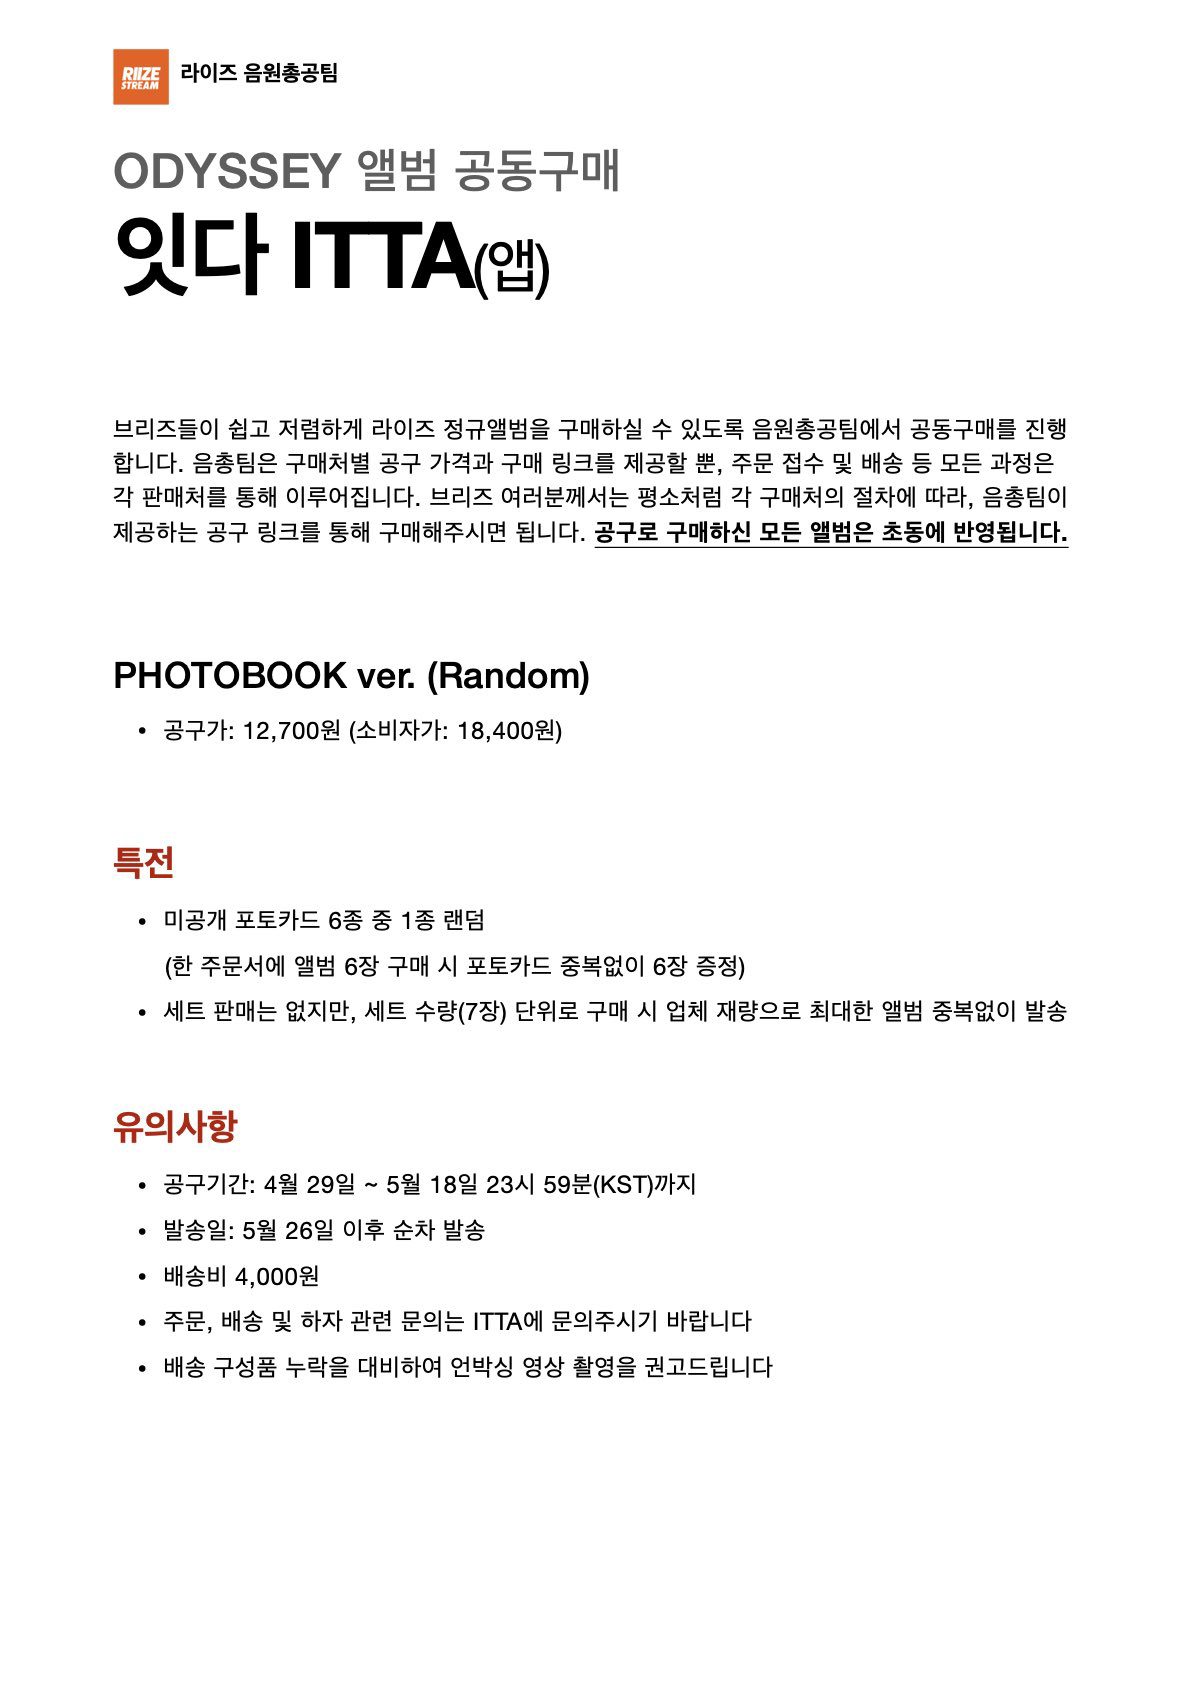 RIIZE
STREAM
라이즈 음원총공팀
ODYSSEY 앨범 공동구매
잇다 ITTA(앱)
브리즈들이 쉽고 저렴하게 라이즈 정규앨범을 구매하실 수 있도록 음원총공팀에서 공동구매를 진행
합니다. 음총팀은 구매처별 공구 가격과 구매 링크를 제공할 뿐, 주문 접수 및 배송 등 모든 과정은
각 판매처를 통해 이루어집니다. 브리즈 여러분께서는 평소처럼 각 구매처의 절차에 따라, 음총팀이
제공하는 공구 링크를 통해 구매해주시면 됩니다. 공구로 구매하신 모든 앨범은 초동에 반영됩니다.
PHOTOBOOK ver. (Random)
• 공구가: 12,700원 (소비자가: 18,400원)
특전
• 미공개 포토카드 6종 중 1종 랜덤
(한 주문서에 앨범 6장 구매 시 포토카드 중복없이 6장 증정)
• 세트 판매는 없지만, 세트 수량(7장) 단위로 구매 시 업체 재량으로 최대한 앨범 중복없이 발송
유의사항
• 공구기간: 4월 29일 ~ 5월 18일 23시 59분(KST)까지
• 발송일: 5월 26일 이후 순차 발송
• 배송비 4,000원
• 주문, 배송 및 하자 관련 문의는 ITTA에 문의주시기 바랍니다
• 배송 구성품 누락을 대비하여 언박싱 영상 촬영을 권고드립니다